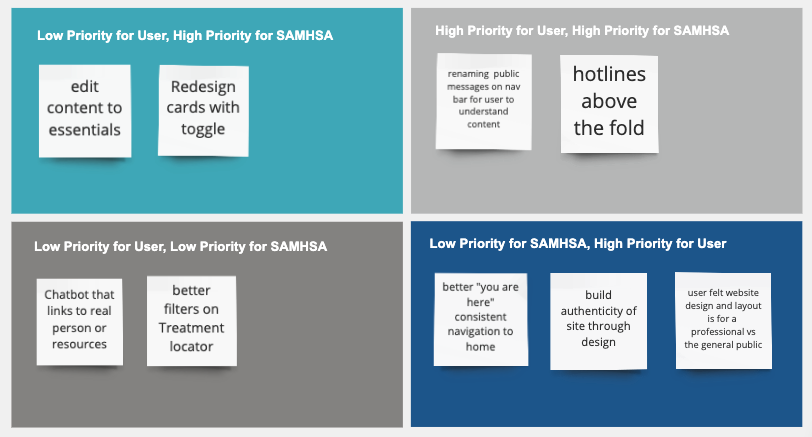 Low Priority for User, High Priority for SAMHSA
edit
content to
essentials
Redesign
cards with
toggle
High Priority for User, High Priority for SAMHSA
renaming public
messages on nav
bar for user to
understand
content
hotlines
above
the fold
Low Priority for User, Low Priority for SAMHSA
Chatbot that
links to real
person or
resources
better
filters on
Treatment
locator
Low Priority for SAMHSA, High Priority for User
better "you are
here"
consistent
navigation to
home
build
authenticity of
site through
design
user felt website
design and layout
is for a
professional vs
the general public